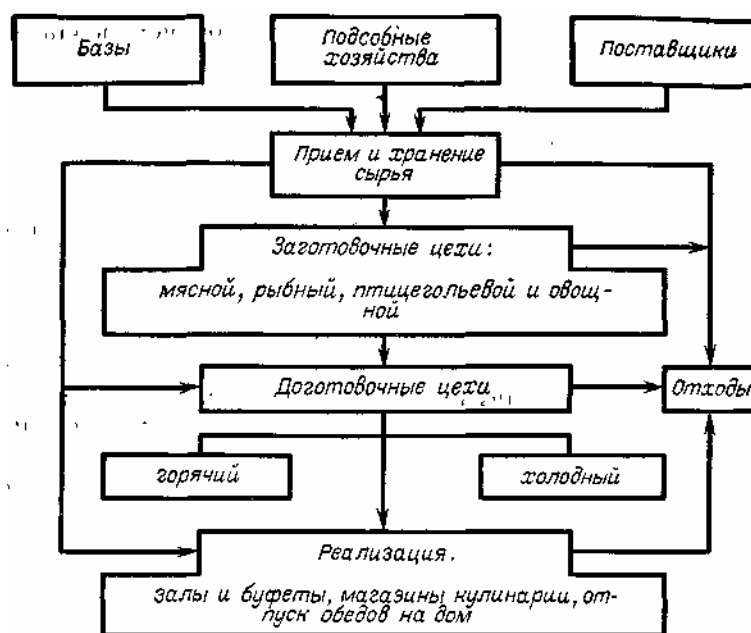 Базы
Подсобные
хозяйства
Поставщики
Прием и хранение
сырья
Заготовочные цехи:
мясной, рыбный, птицегольевой и овощ-
ной
Доготовочные цехи
Отходы
горячий
холодный
Реализация.
залы и буфеты, магазины кулинарии, от-
пуск обедов на дом